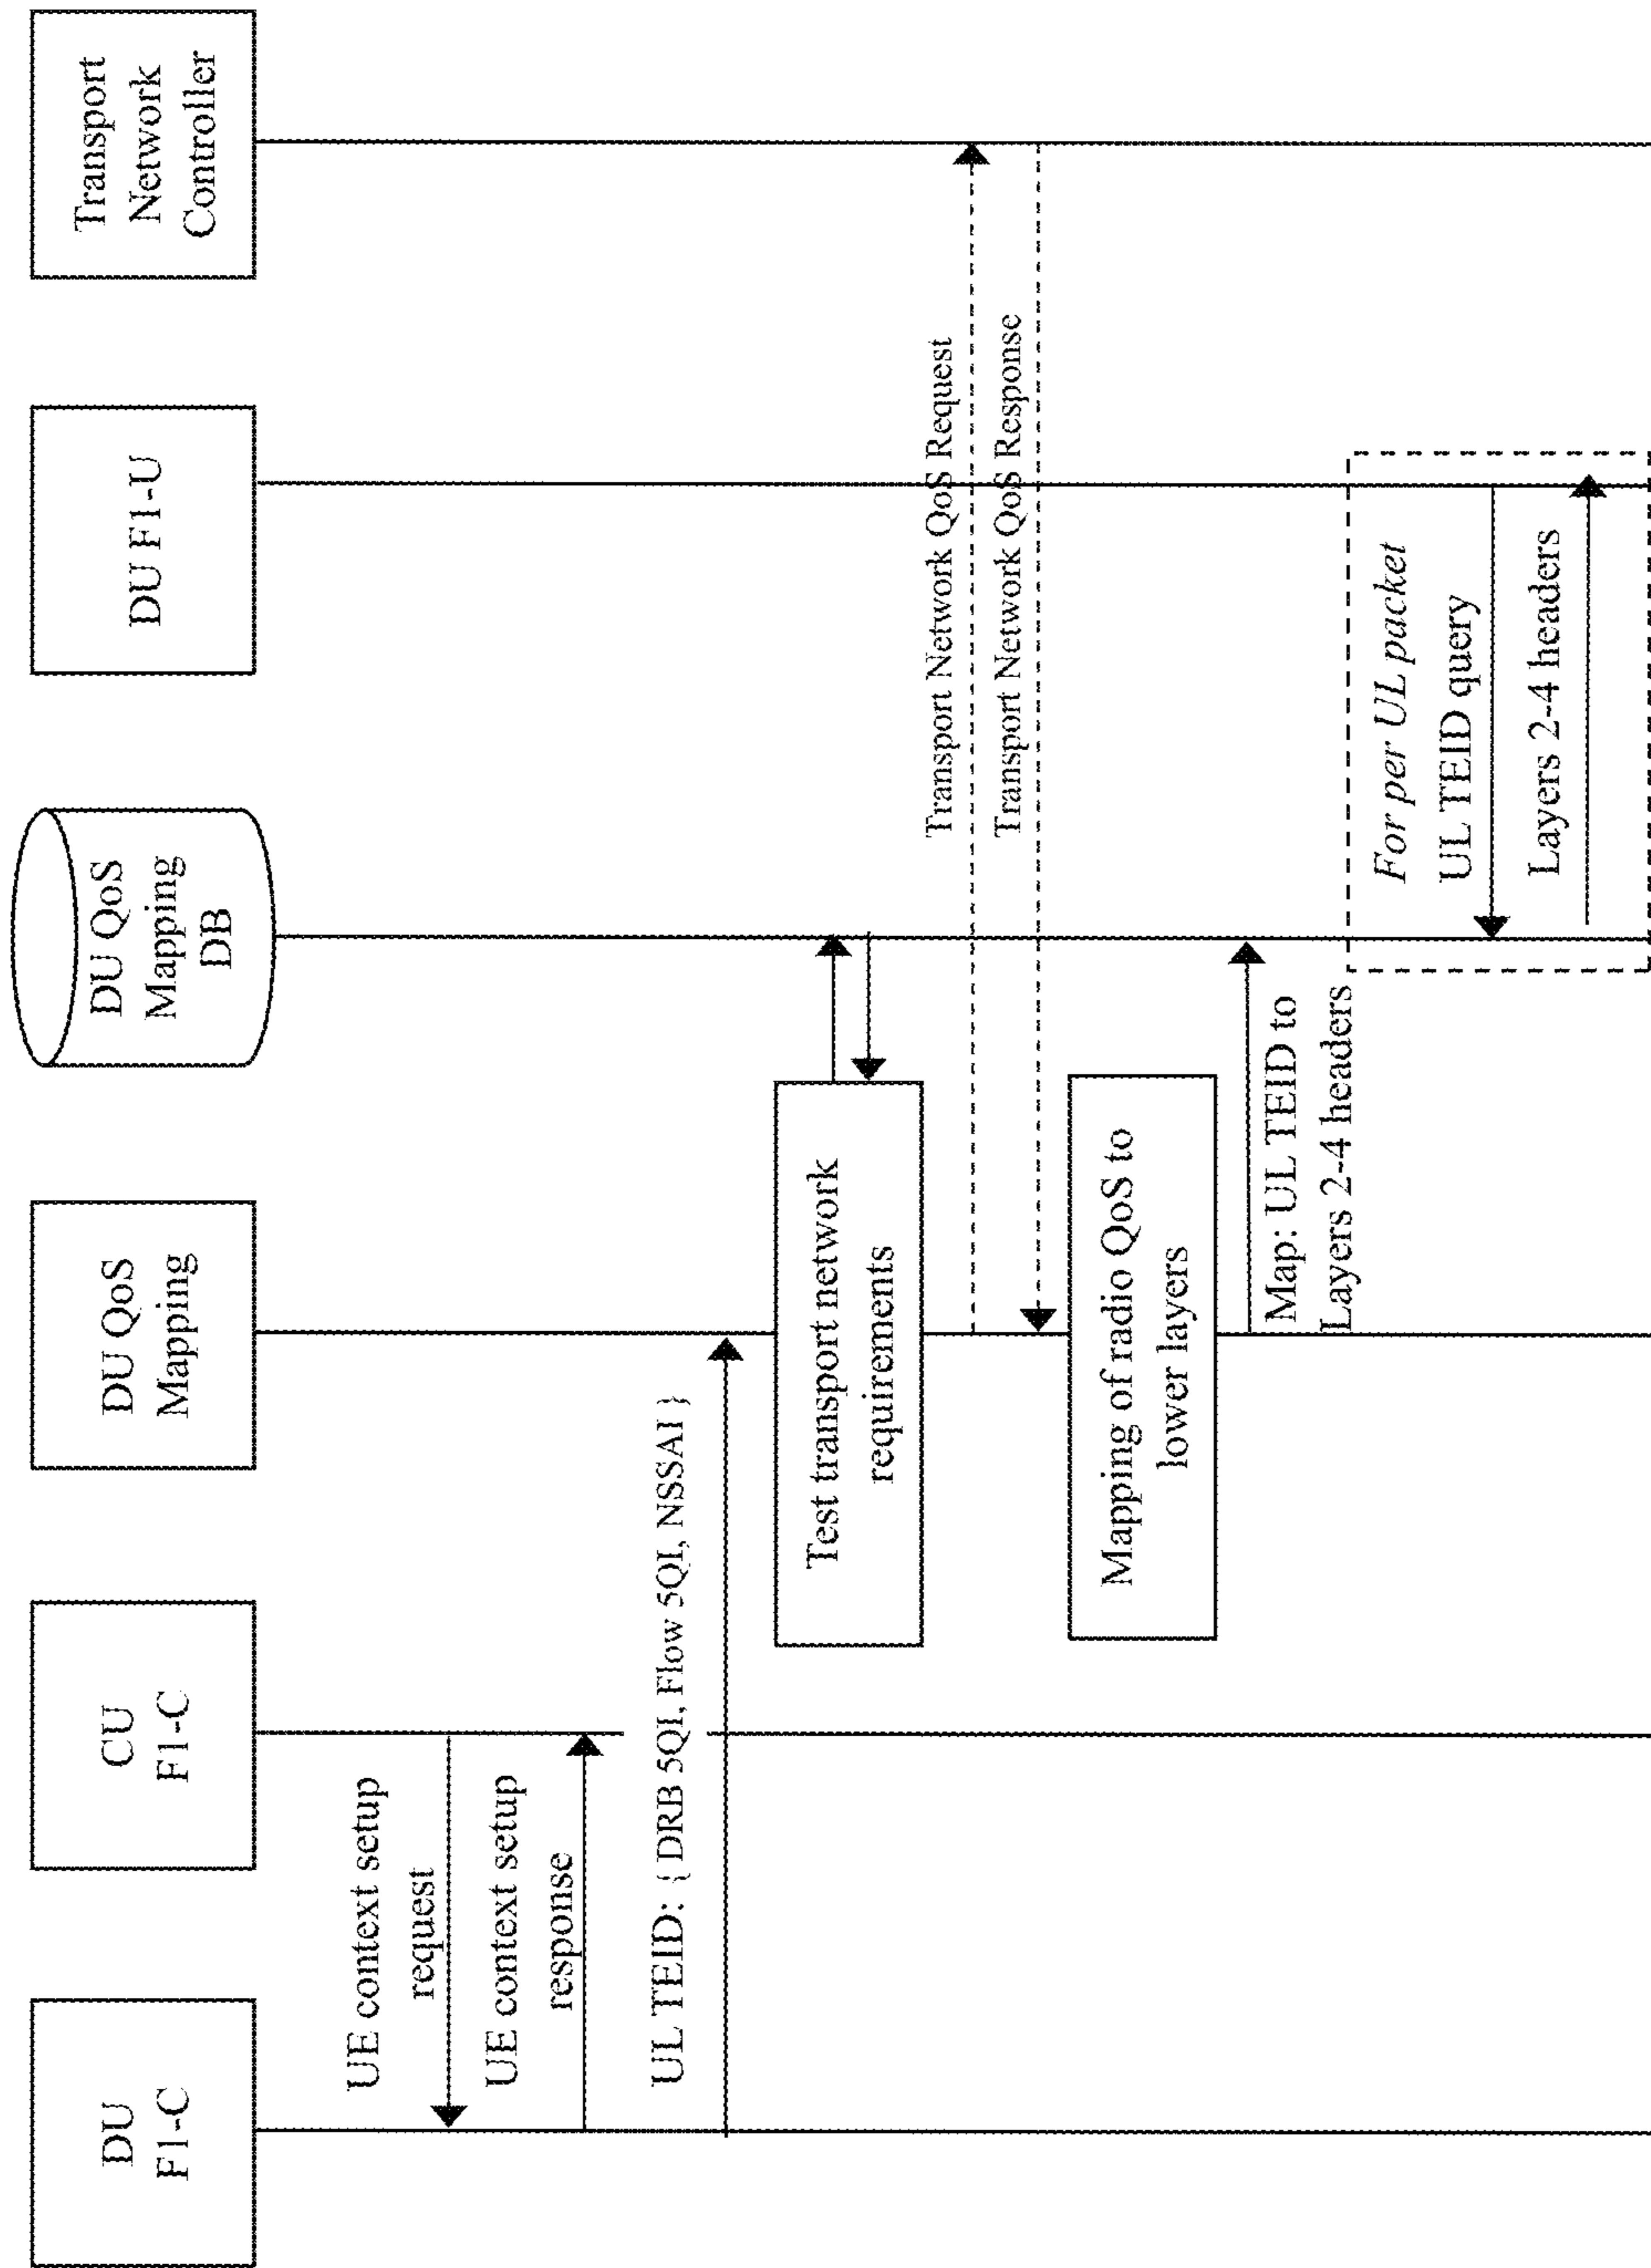 DU
F1-C
CU
F1-C
DU QoS
Mapping
DU QoS
Mapping
DB
DU F1-U
Transport
Network
Controller
UE context setup
request
UE context setup
response
UL TEID: { DRB 5QI, Flow 5QI, NSSAI }
Test transport network
requirements
Transport Network QoS Request
Transport Network QoS Response
Mapping of radio QoS to
lower layers
Map: UL TEID to
Layers 2-4 headers
For per UL packet
UL TEID query
Layers 2-4 headers